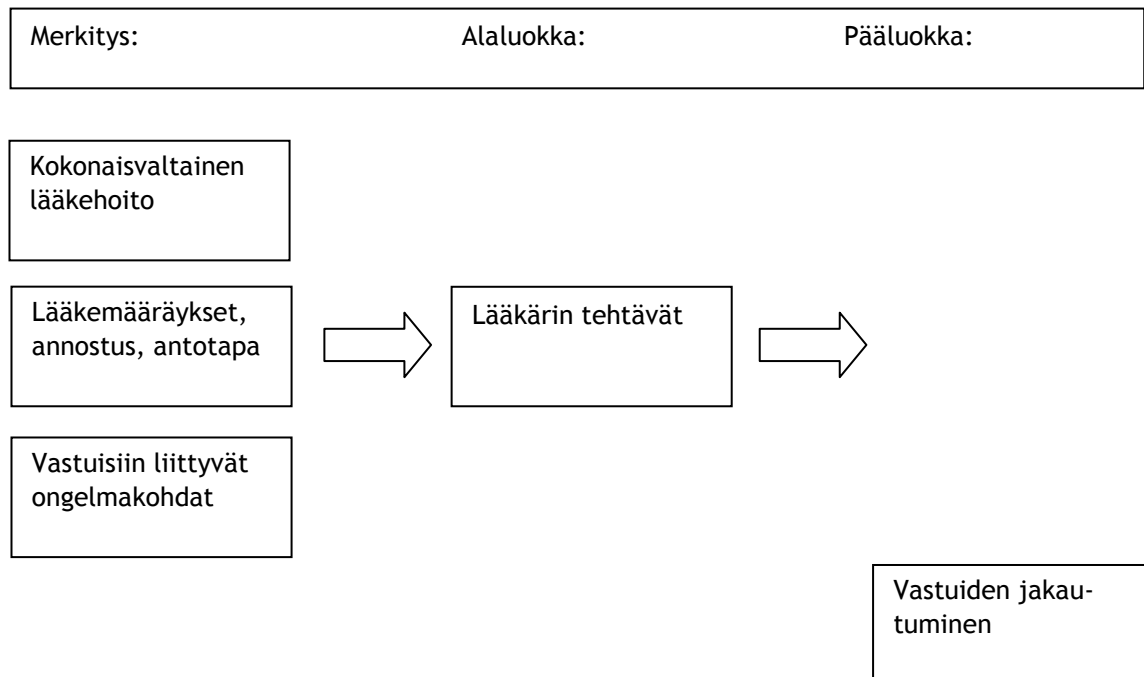 Merkitys: Alaluokka: Pääluokka:
Kokonaisvaltainen
lääkehoito
Lääkemääräykset,
annostus, antotapa
Lääkärin tehtävät
Vastuisiin liittyvät
ongelmakohdat
Vastuiden jakau-
tuminen